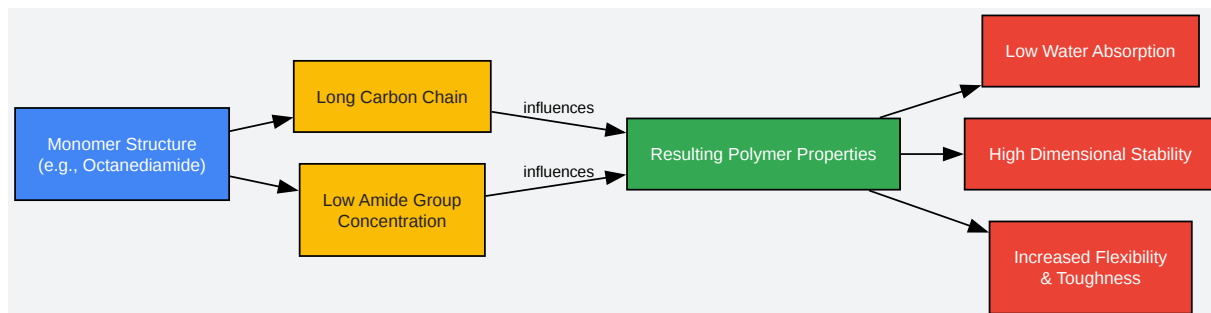 Monomer Structure
(e.g., Octanediamide)
Long Carbon Chain
Low Amide Group
Concentration
influences
influences
Resulting Polymer Properties
Low Water Absorption
High Dimensional Stability
Increased Flexibility
& Toughness